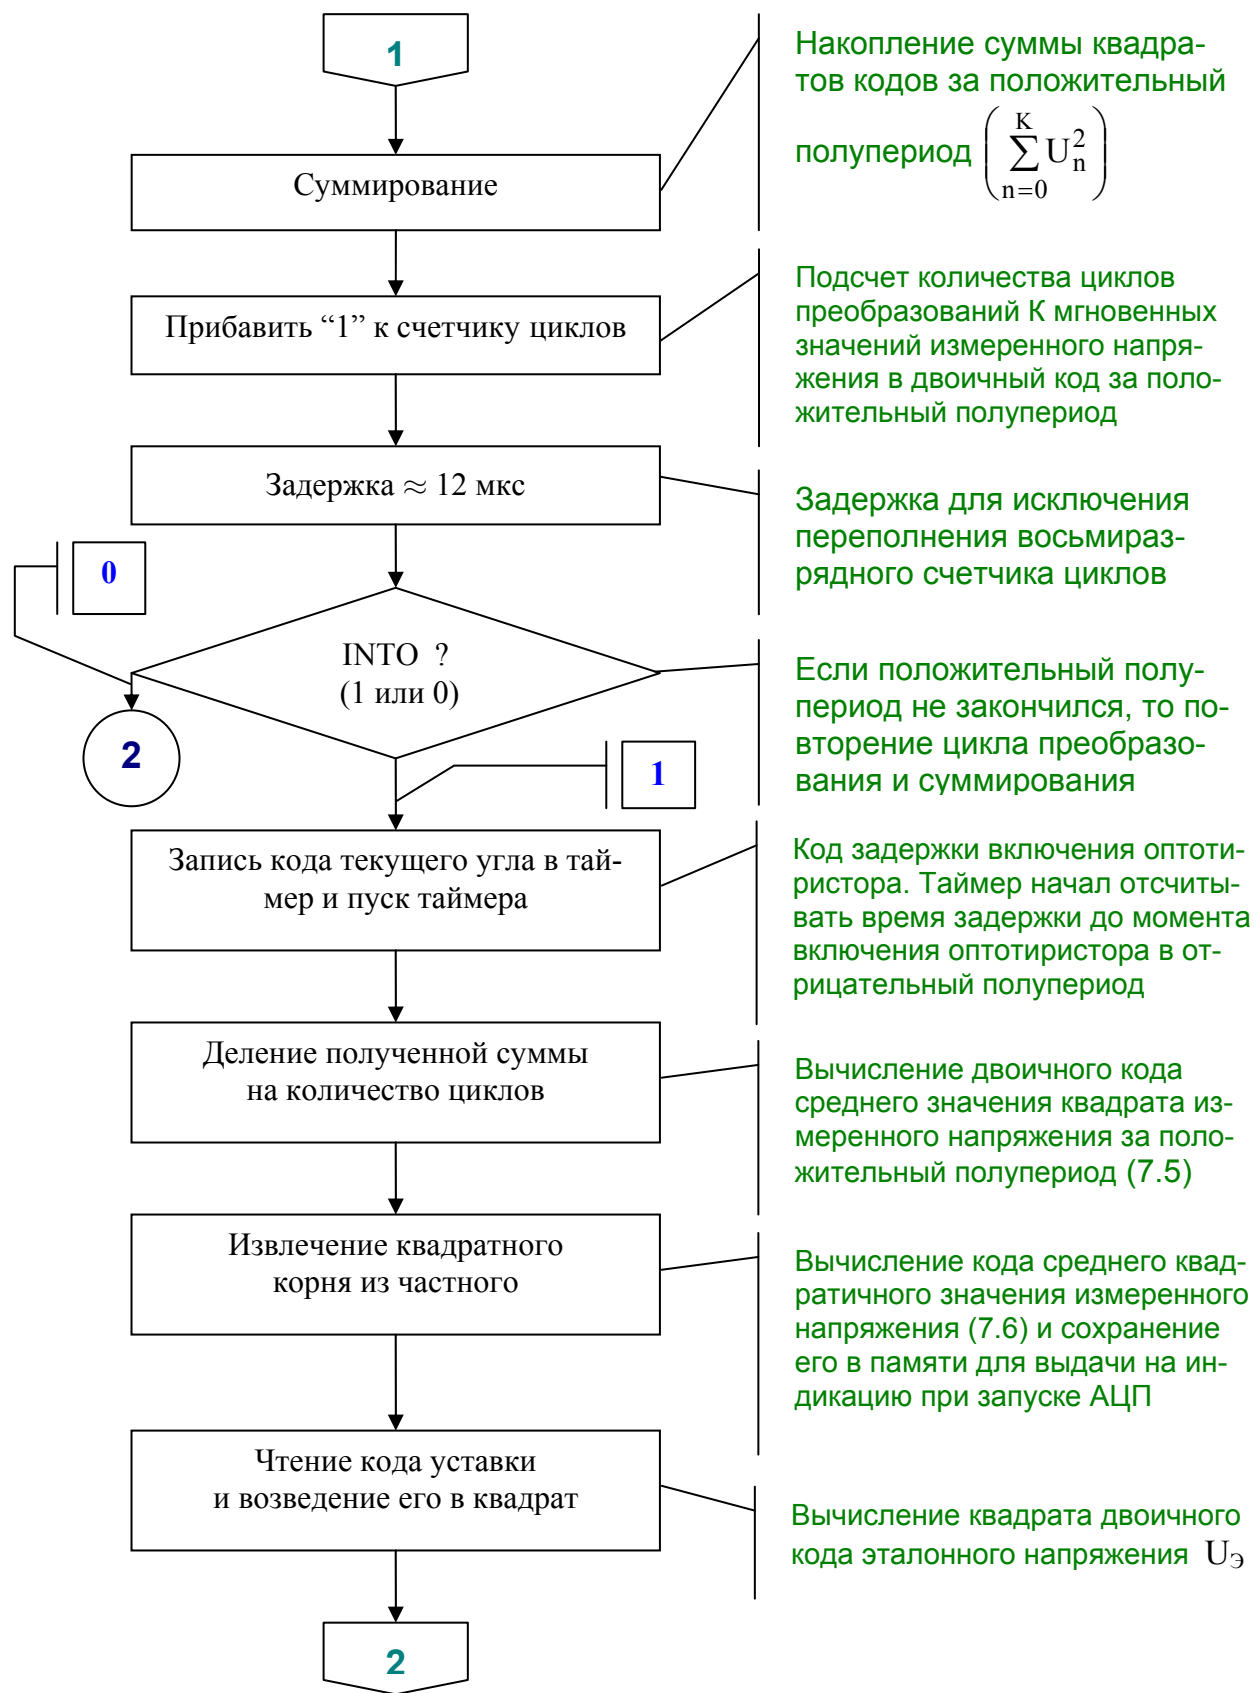 1
Накопление суммы квадра-
тов кодов за положительный
полупериод (∑ n=0 K U n 2)
Суммирование
Подсчет количества циклов
преобразований К мгновенных
значений измеренного напря-
жения в двоичный код за поло-
жительный полупериод
Прибавить “1” к счетчику циклов
Задержка ≈ 12 мкс
Задержка для исключения
переполнения восьмираз-
рядного счетчика циклов
0
INTO ?
(1 или 0)
Если положительный полу-
период не закончился, то по-
вторение цикла преобразо-
вания и суммирования
2
1
Запись кода текущего угла в тай-
мер и пуск таймера
Код задержки включения оптоти-
ристора. Таймер начал отсчиты-
вать время задержки до момента
включения оптотиристора в от-
рицательный полупериод
Деление полученной суммы
на количество циклов
Вычисление двоичного кода
среднего значения квадрата из-
меренного напряжения за поло-
жительный полупериод (7.5)
Извлечение квадратного
корня из частного
Вычисление кода среднего квад-
ратичного значения измеренного
напряжения (7.6) и сохранение
его в памяти для выдачи на ин-
дикацию при запуске АЦП
Чтение кода уставки
и возведение его в квадрат
Вычисление квадрата двоичного
кода эталонного напряжения UЭ
2